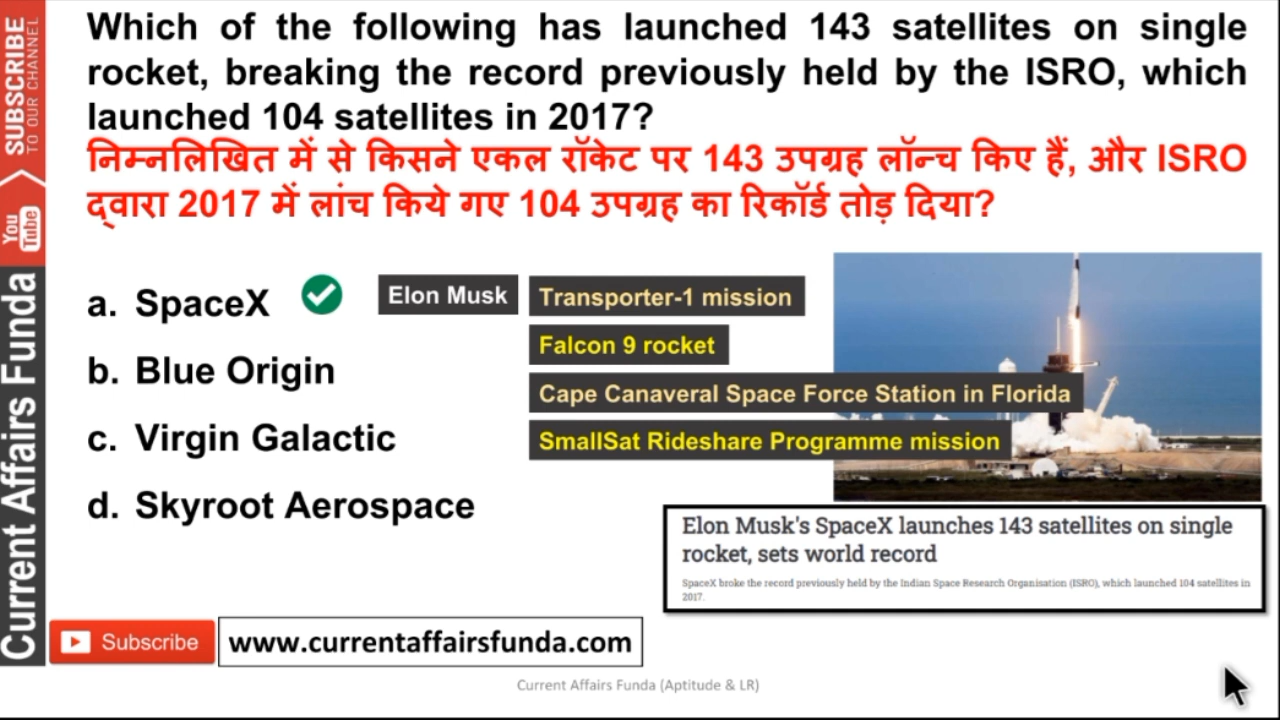 Which of the following has launched 143 satellites on single
rocket, breaking the record previously held by the ISRO, which
launched 104 satellites in 2017?
निम्नलिखित में से किसने एकल रॉकेट पर 143 उपग्रह लॉन्च किए हैं, और ISRO
द्वारा 2017 में लांच किये गए 104 उपग्रह का रिकॉर्ड तोड़ दिया?
a. SpaceX
Elon Musk
Transporter-1 mission
Falcon 9 rocket
b. Blue Origin
Cape Canaveral Space Force Station in Florida
c. Virgin Galactic
SmallSat Rideshare Programme mission
d. Skyroot Aerospace
Elon Musk's SpaceX launches 143 satellites on single
rocket, sets world record
SpaceX broke the record previously held by the Indian Space Research Organisation (ISRO), which launched 104 satellites in
2017.
Subscribe
www.currentaffairsfunda.com
Current Affairs Funda (Aptitude & LR)
SUBSCRIBE
TO OUR CHANNEL
You
Tube
Current Affairs Funda